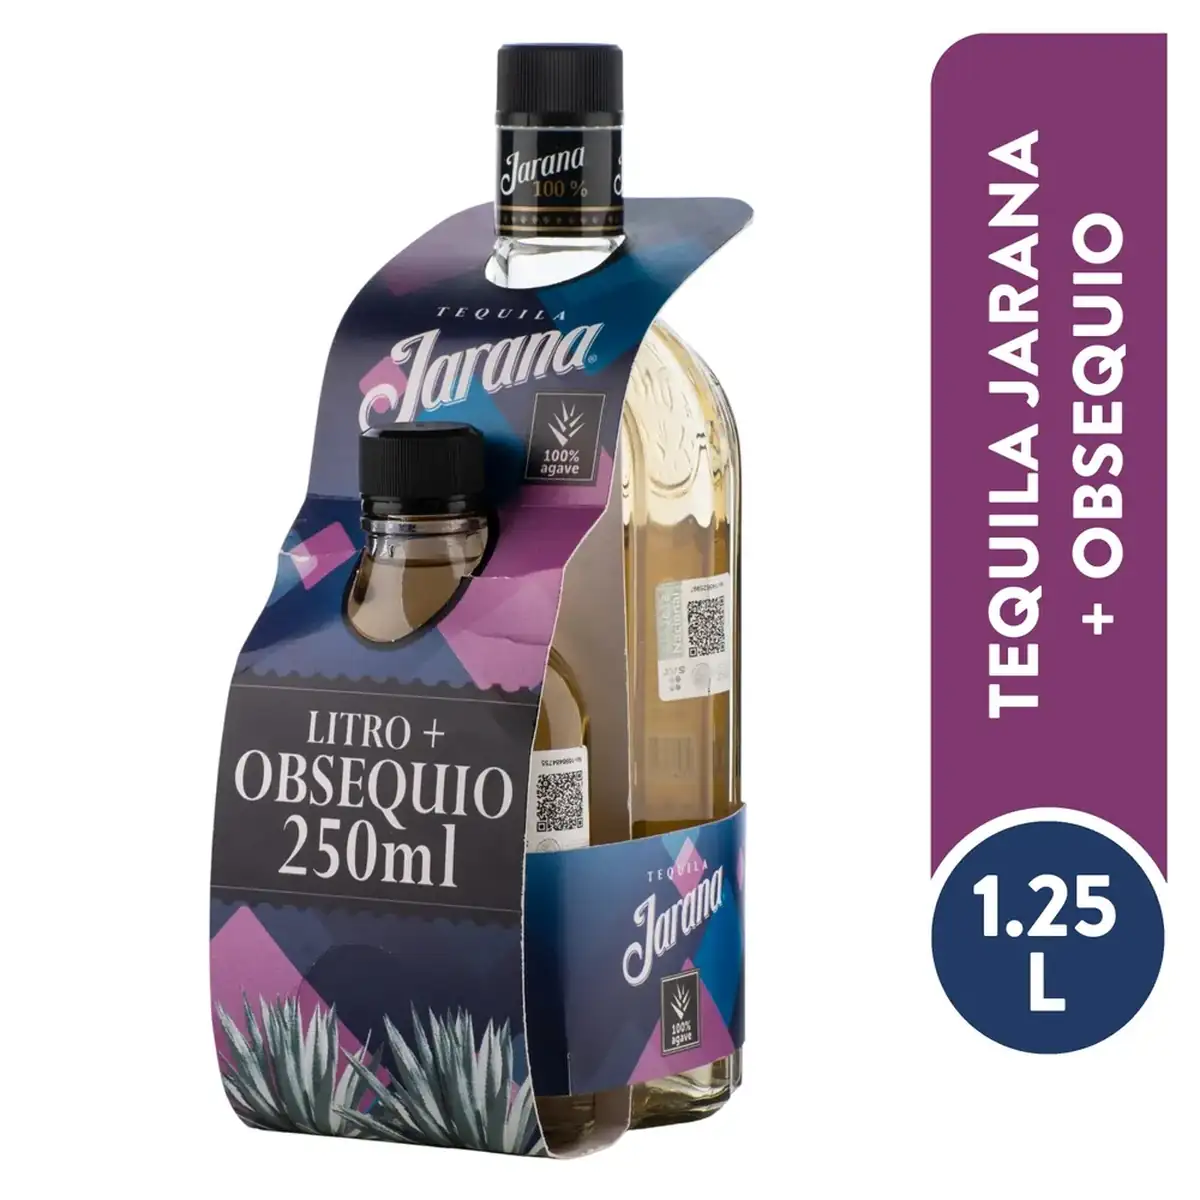 Jarana
100 %
TEQUILA
Jarana®
100%
agave
LITRO +
OBSEQUIO
250ml
TEQUILA
Jarana
100%
agave
TEQUILA JARANA
+ OBSEQUIO
1.25
L